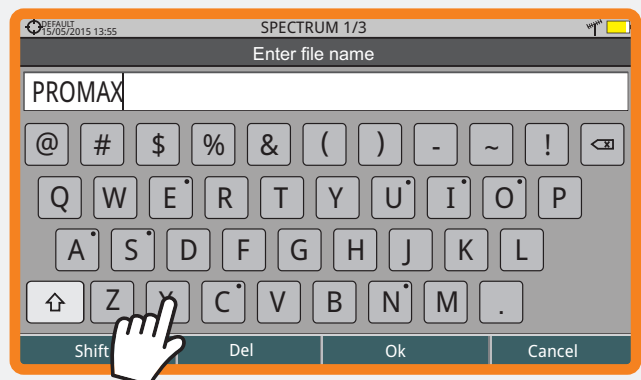 DEFAULT
15/05/2015 13:55 SPECTRUM 1/3
Enter file name
PROMAX
@ # $ % & ( ) - ~ ! X
Q W E R T Y U I O P
A S D F G H J K L
Z X C V B N M .
Shift Del Ok Cancel